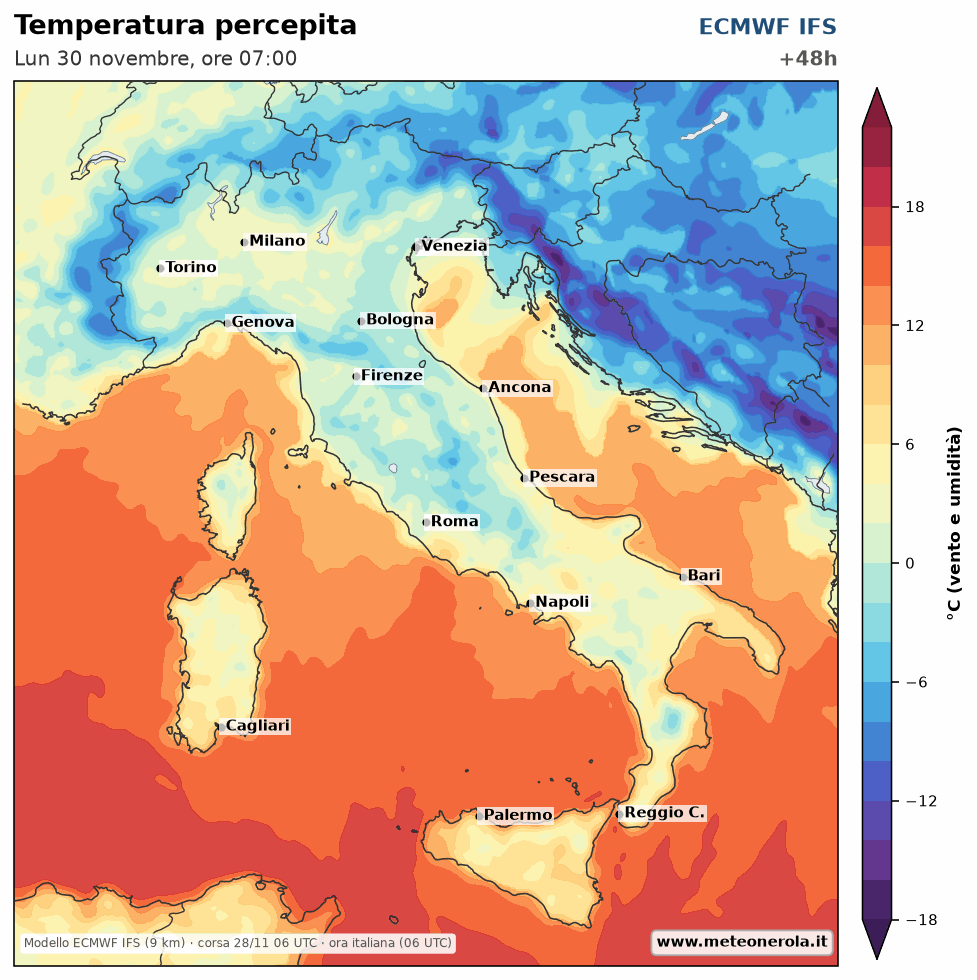 Temperatura percepita
ECMWF IFS
Lun 30 novembre, ore 07:00
+48h
Milano
Venezia
Torino
Genova
Bologna
Firenze
Ancona
Pescara
Roma
Bari
Napoli
Cagliari
Palermo
Reggio C.
18
12
6
0
−6
−12
−18
°C (vento e umidità)
Modello ECMWF IFS (9 km) · corsa 28/11 06 UTC · ora italiana (06 UTC)
www.meteonerola.it